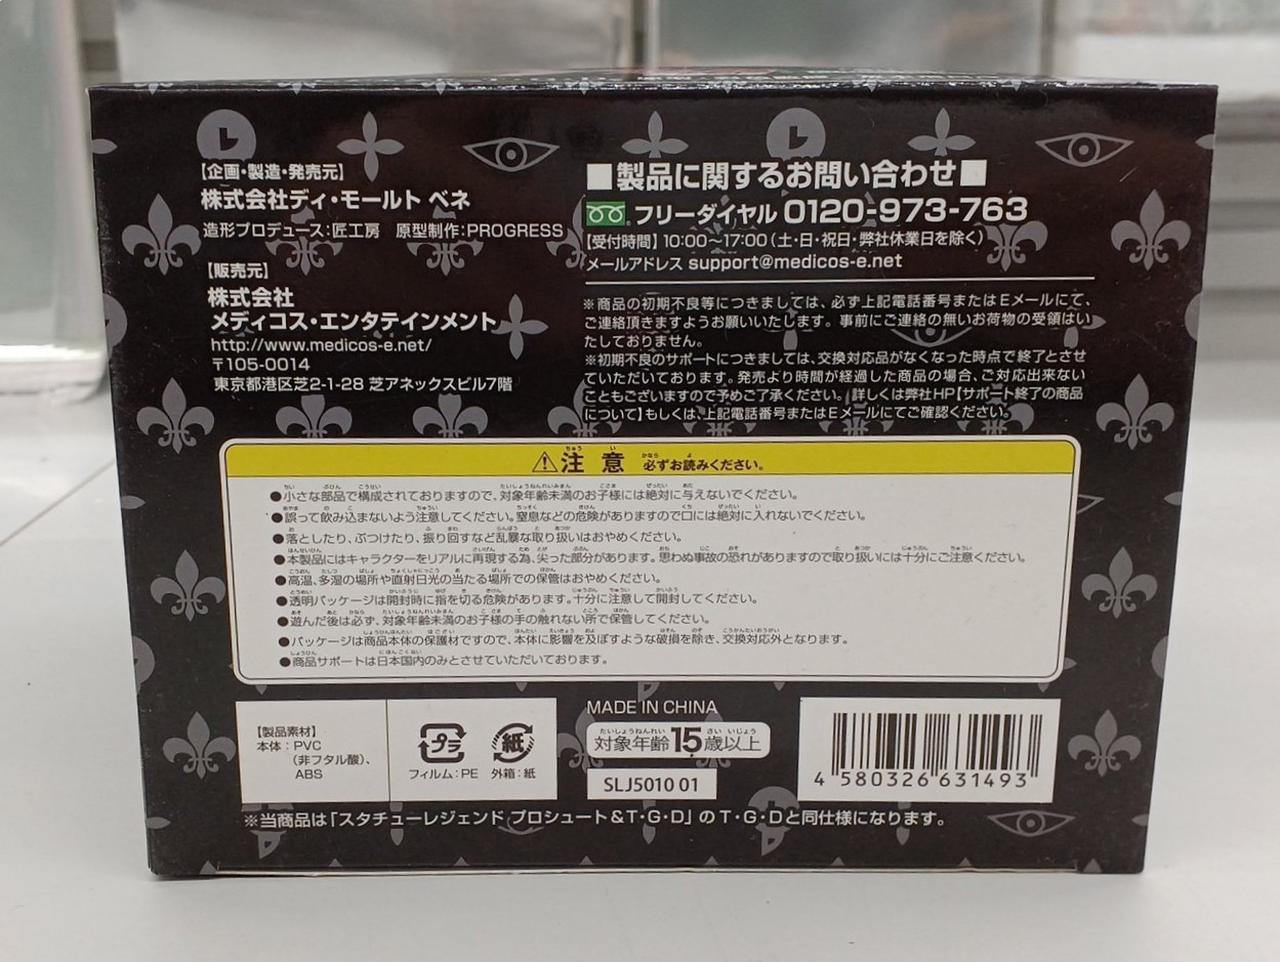 【企画・製造・発売元】
株式会社ディ・モールト ベネ
造形プロデュース:匠工房 原型制作:PROGRESS
【販売元】
株式会社
メディコス・エンタテインメント
http://www.medicos-e.net/
〒105-0014
東京都港区芝2-1-28 芝アネックスビル7階
■製品に関するお問い合わせ■
フリーダイヤル 0120-973-763
【受付時間】10:00～17:00(土・日・祝日・弊社休業日を除く)
メールアドレス support@medicos-e.net
※商品の初期不良等につきましては、必ず上記電話番号またはEメールにて、
ご連絡頂きますようお願いいたします。事前にご連絡の無いお荷物の受領はい
たしておりません。
※初期不良のサポートにつきましては、交換対応品がなくなった時点で終了とさせ
ていただいております。発売より時間が経過した商品の場合、ご対応出来ない
こともございますので予めご了承ください。詳しくは弊社HP【サポート終了の商品
について】もしくは、上記電話番号またはEメールにてご確認ください。
注意 必ずお読みください。
●小さな部品で構成されておりますので、対象年齢未満のお子様には絶対に与えないでください。
●誤って飲み込まないよう注意してください。窒息などの危険がありますので口には絶対に入れないでください。
●落としたり、ぶつけたり、振り回すなど乱暴な取り扱いはおやめください。
●本製品にはキャラクターをリアルに再現する為、尖った部分があります。思わぬ事故の恐れがありますので取り扱いには十分にご注意ください。
●高温、多湿の場所や直射日光の当たる場所での保管はおやめください。
●透明パッケージは開封時に指を切る危険があります。十分に注意して開封してください。
●遊んだ後は必ず、対象年齢未満のお子様の手の触れない所で保管してください。
●パッケージは商品本体の保護材ですので、本体に影響を及ぼすような破損を除き、交換対応外となります。
●商品サポートは日本国内のみとさせていただいております。
【製品素材】
本体:PVC
(非フタル酸)、
ABS
プラ
フィルム:PE
紙
外箱:紙
MADE IN CHINA
対象年齢15歳以上
SLJ5010 01
4 580326 631493
※当商品は「スタチューレジェンド プロシュート&T・G・D」のT・G・Dと同仕様になります。